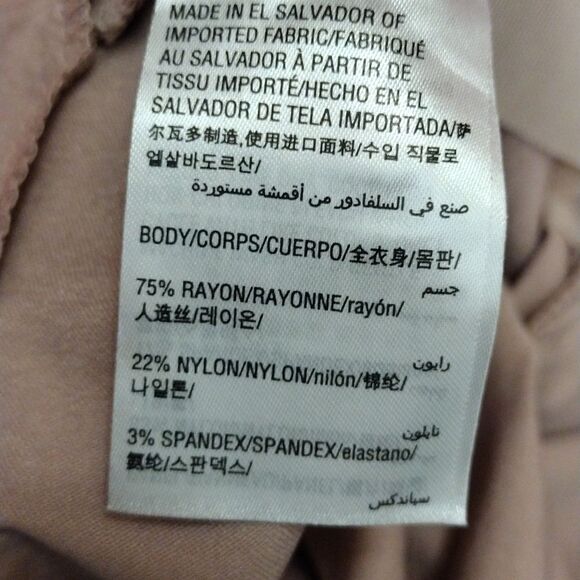 MADE IN EL SALVADOR OF
IMPORTED FABRIC/FABRIQUÉ
AU SALVADOR À PARTIR DE
TISSU IMPORTÉ/HECHO EN EL
SALVADOR DE TELA IMPORTADA/萨
尔瓦多制造,使用进口面料/수입 직물로
엘살바도르산/
صنع في السلفادور من أقمشة مستوردة
BODY/CORPS/CUERPO/全衣身/몸판/
جسم
75% RAYON/RAYONNE/rayón/
人造丝/레이온/
رايون
22% NYLON/NYLON/nilón/锦纶/
나일론/
نايلون
3% SPANDEX/SPANDEX/elastano/
氨纶/스판덱스/
سباندكس